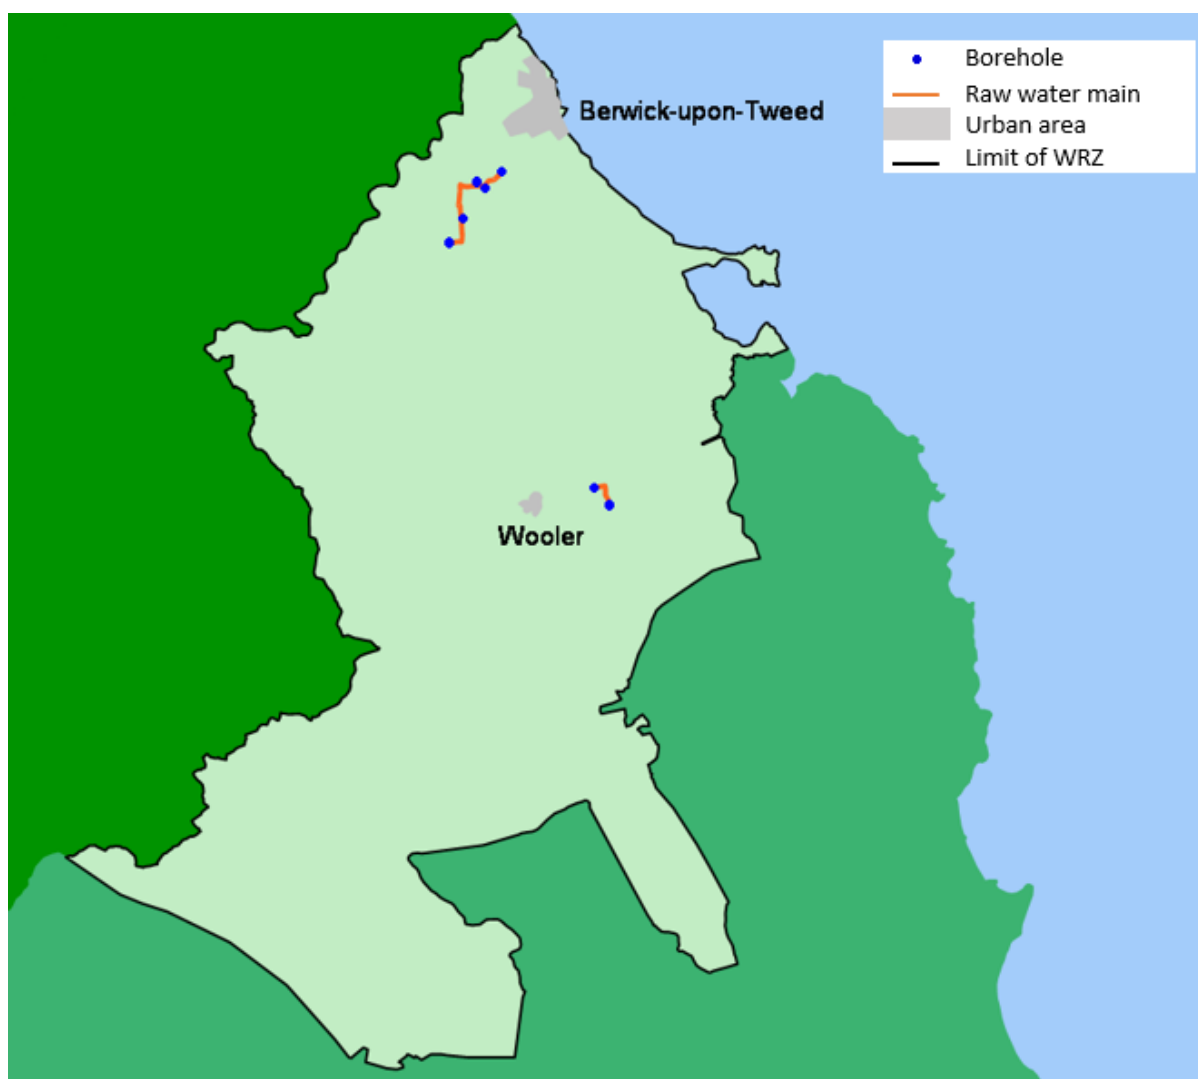 Borehole
Raw water main
Berwick-upon-Tweed
Urban area
Limit of WRZ
Wooler